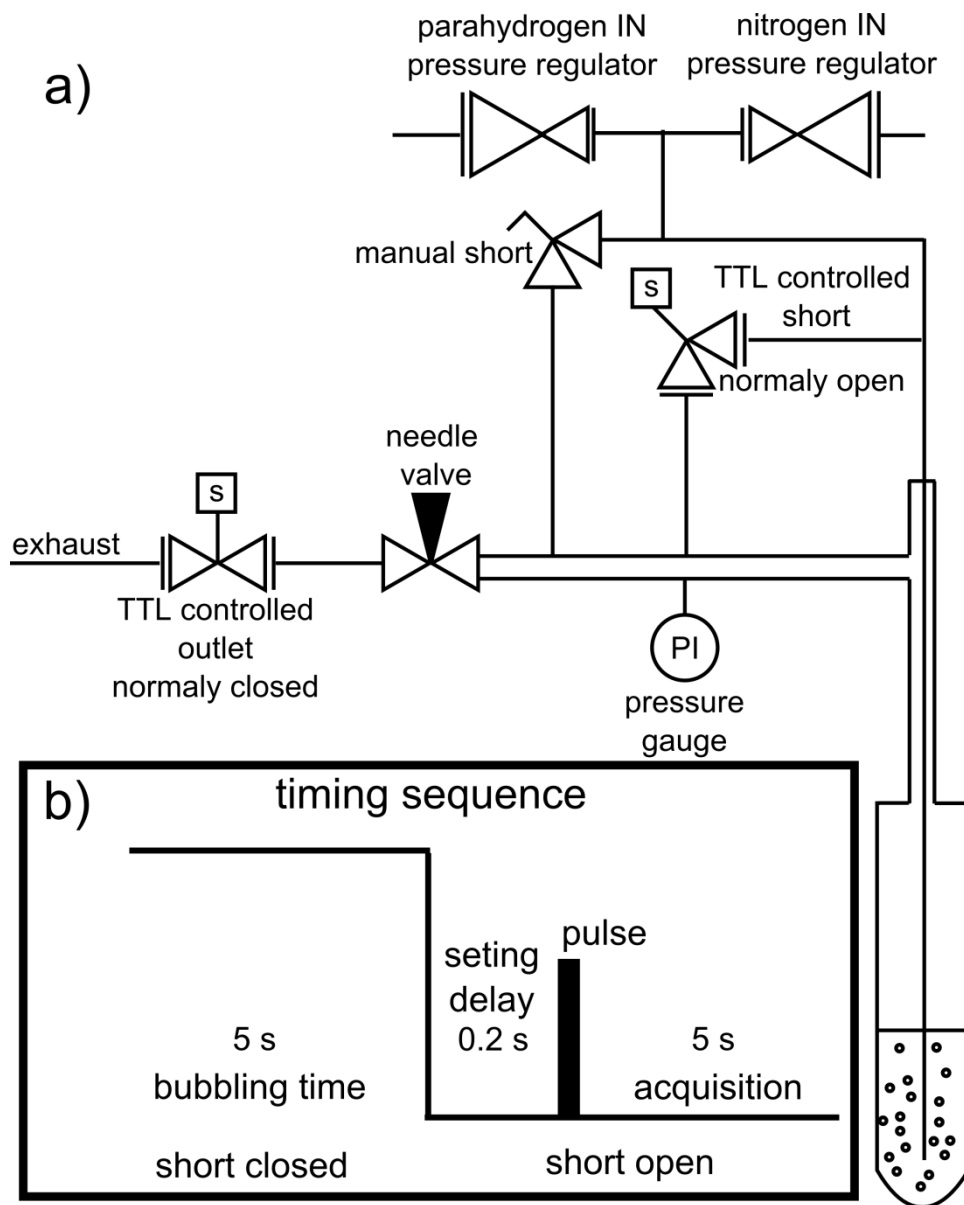 a)
parahydrogen IN
pressure regulator
nitrogen IN
pressure regulator
manual short
s
TTL controlled
short
normaly open
needle
valve
s
exhaust
TTL controlled
outlet
normaly closed
PI
pressure
gauge
b)
timing sequence
pulse
seting
delay
0.2 s
5 s
bubbling time
5 s
acquisition
short closed
short open